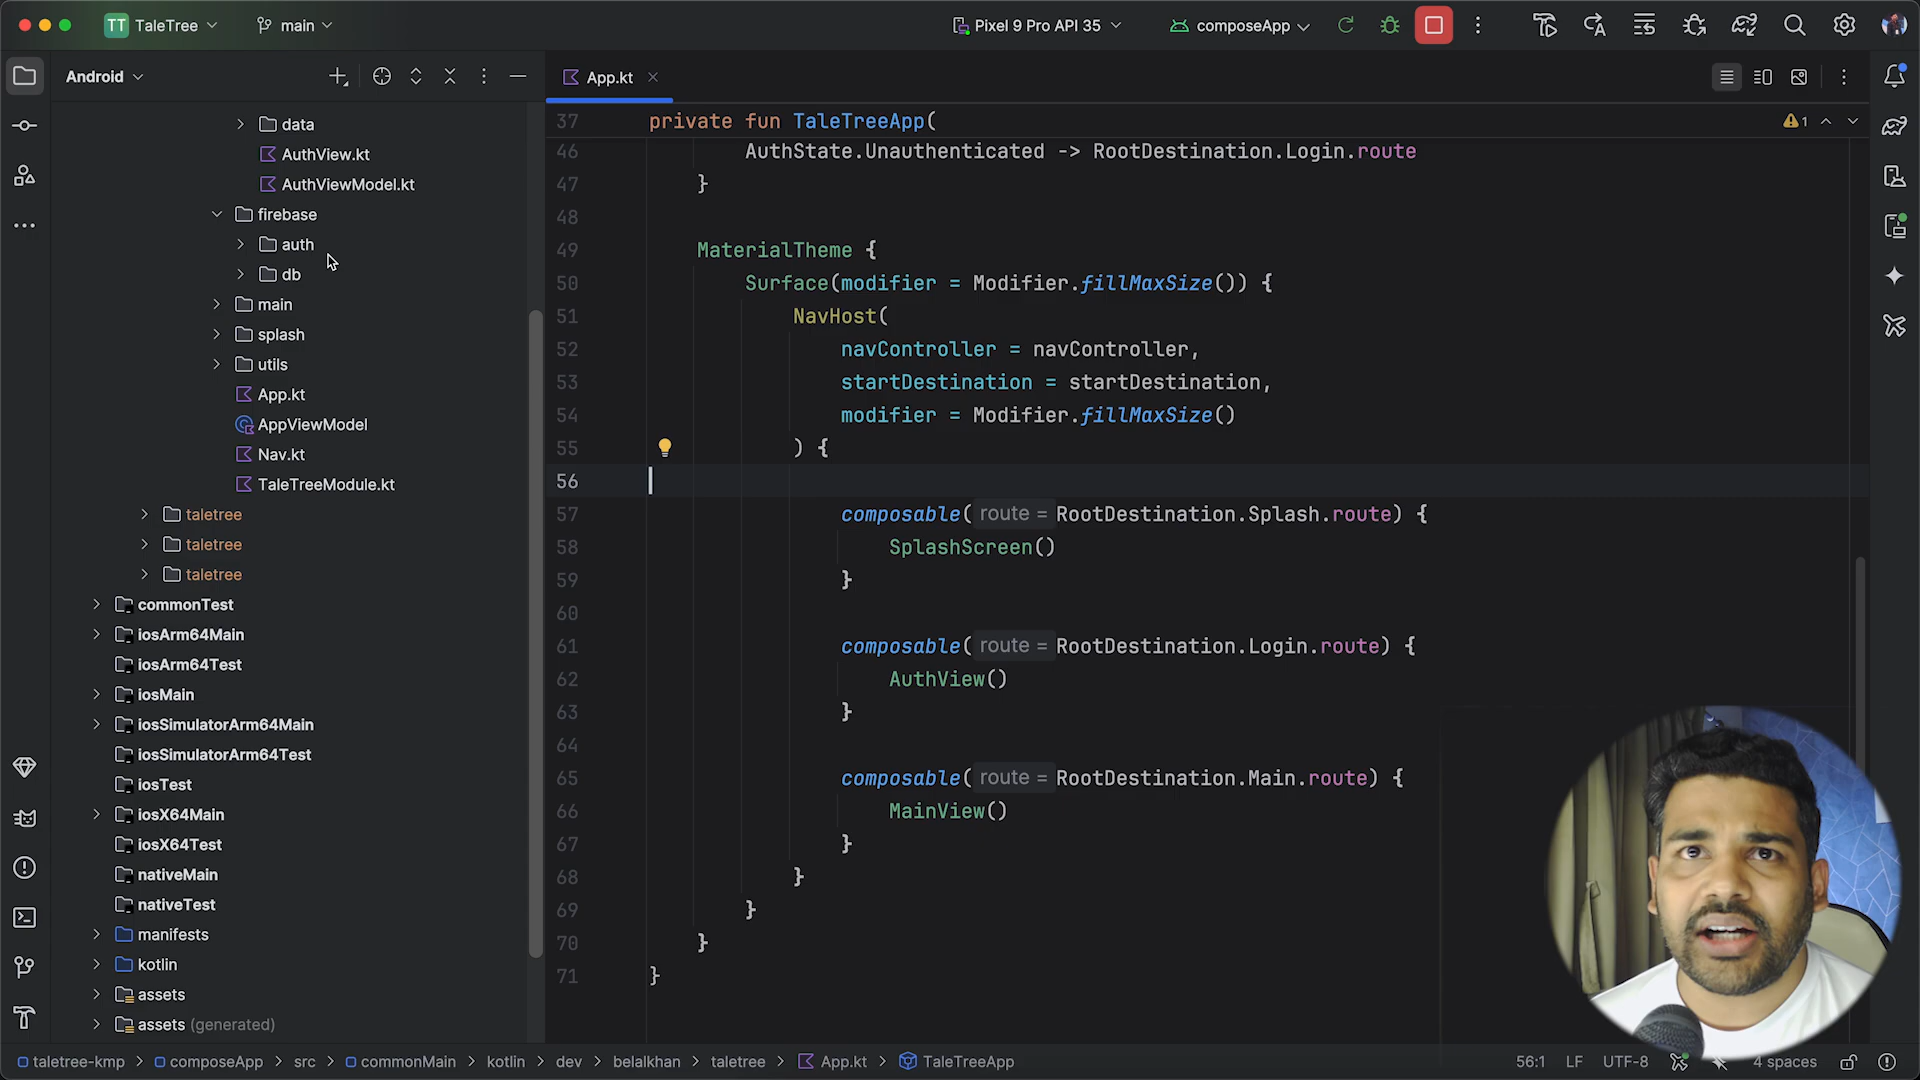 TT TaleTree main Pixel 9 Pro API 35 composeApp
Android
App.kt
data
AuthView.kt
AuthViewModel.kt
firebase
auth
db
main
splash
utils
App.kt
AppViewModel
Nav.kt
TaleTreeModule.kt
taletree
taletree
taletree
commonTest
iosArm64Main
iosArm64Test
iosMain
iosSimulatorArm64Main
iosSimulatorArm64Test
iosTest
iosX64Main
iosX64Test
nativeMain
nativeTest
manifests
kotlin
assets
assets (generated)
37 private fun TaleTreeApp( 1
46 AuthState.Unauthenticated -> RootDestination.Login.route
47 }
48
49 MaterialTheme {
50 Surface(modifier = Modifier.fillMaxSize()) {
51 NavHost(
52 navController = navController,
53 startDestination = startDestination,
54 modifier = Modifier.fillMaxSize()
55 ) {
56
57 composable( route = RootDestination.Splash.route) {
58 SplashScreen()
59 }
60
61 composable( route = RootDestination.Login.route) {
62 AuthView()
63 }
64
65 composable( route = RootDestination.Main.route) {
66 MainView()
67 }
68 }
69 }
70 }
71 }
taletree-kmp > composeApp > src > commonMain > kotlin > dev > belalkhan > taletree > App.kt > TaleTreeApp 56:1 LF UTF-8 4 spaces